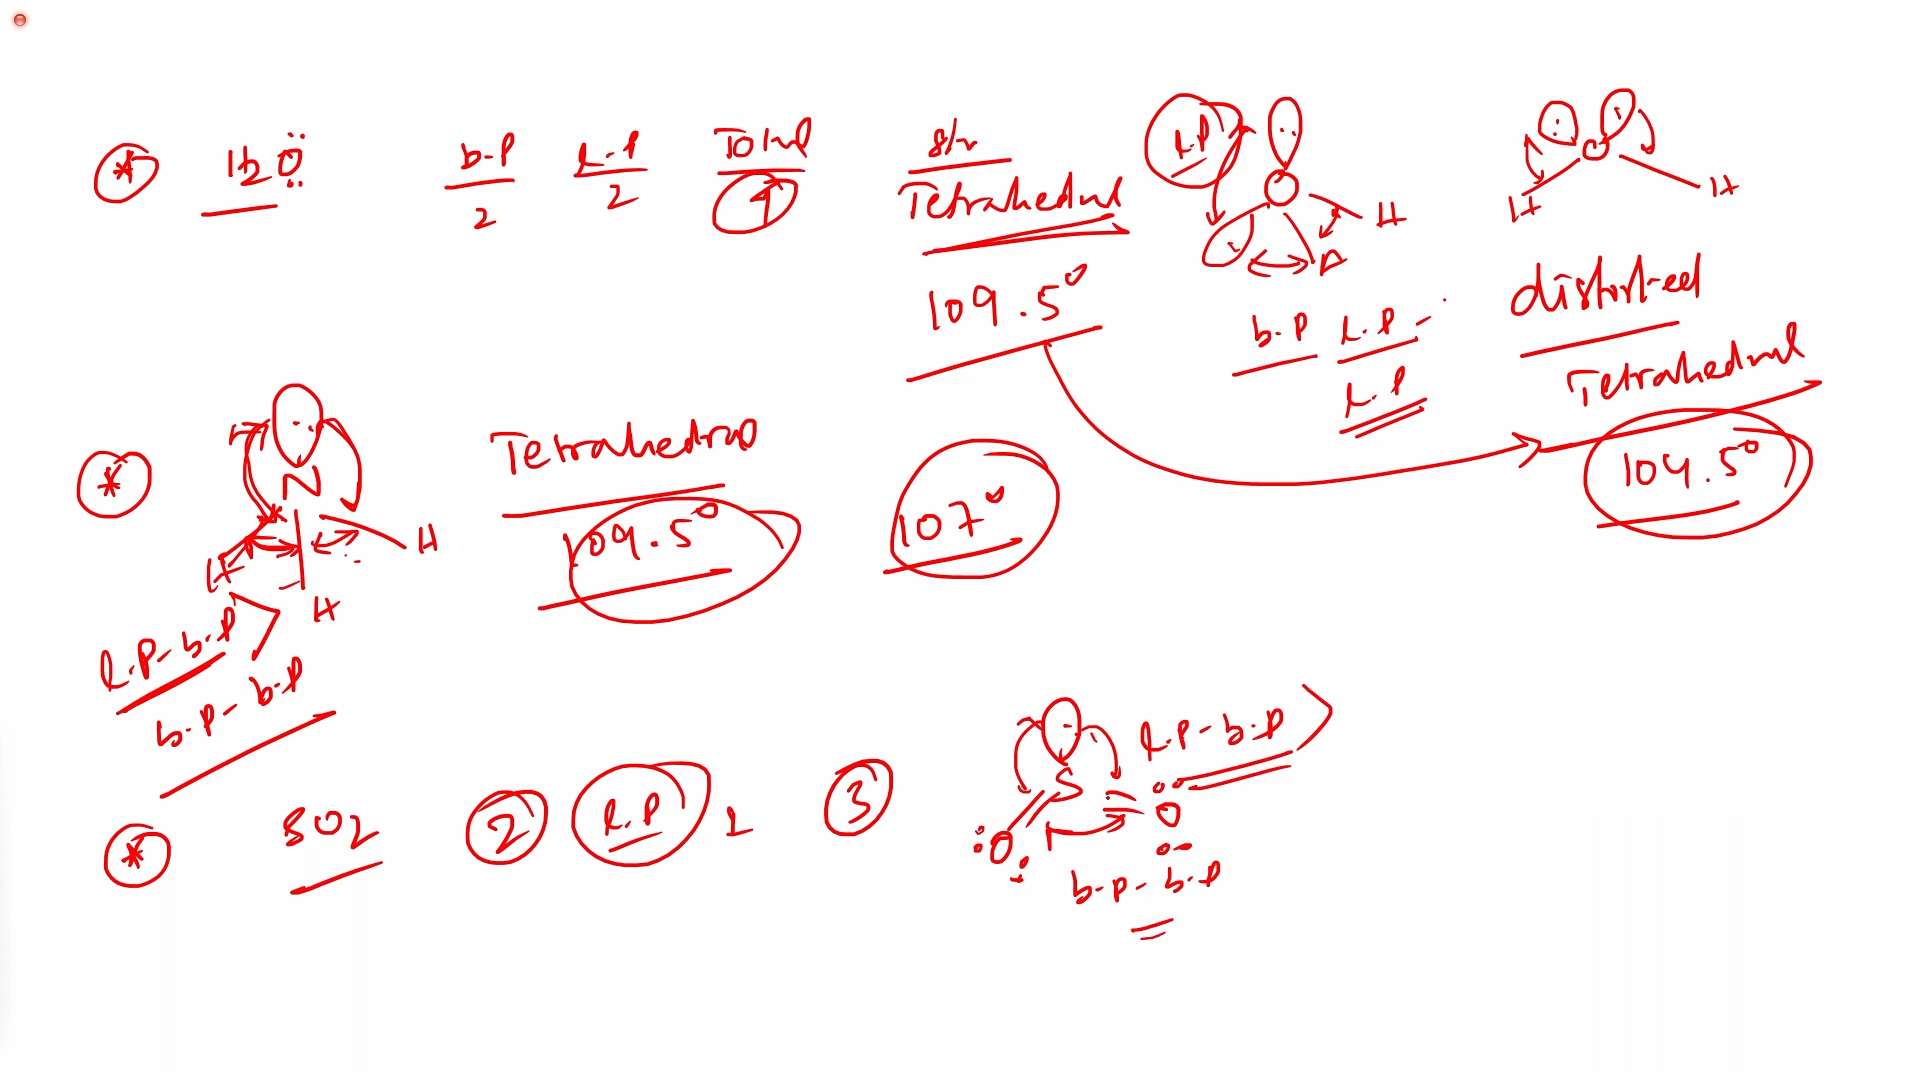 * H2O b.p l.p Total str l.p
2 2 4 Tetrahedral H H H
109.5° b.p l.p - distorted
l.p Tetrahedral
* N Tetrahedral 104.5°
H H H 109.5° 107°
l.p - b.p >
b.p - b.p
* SO2 2 l.p 1 3 S O O l.p - b.p >
b.p - b.p